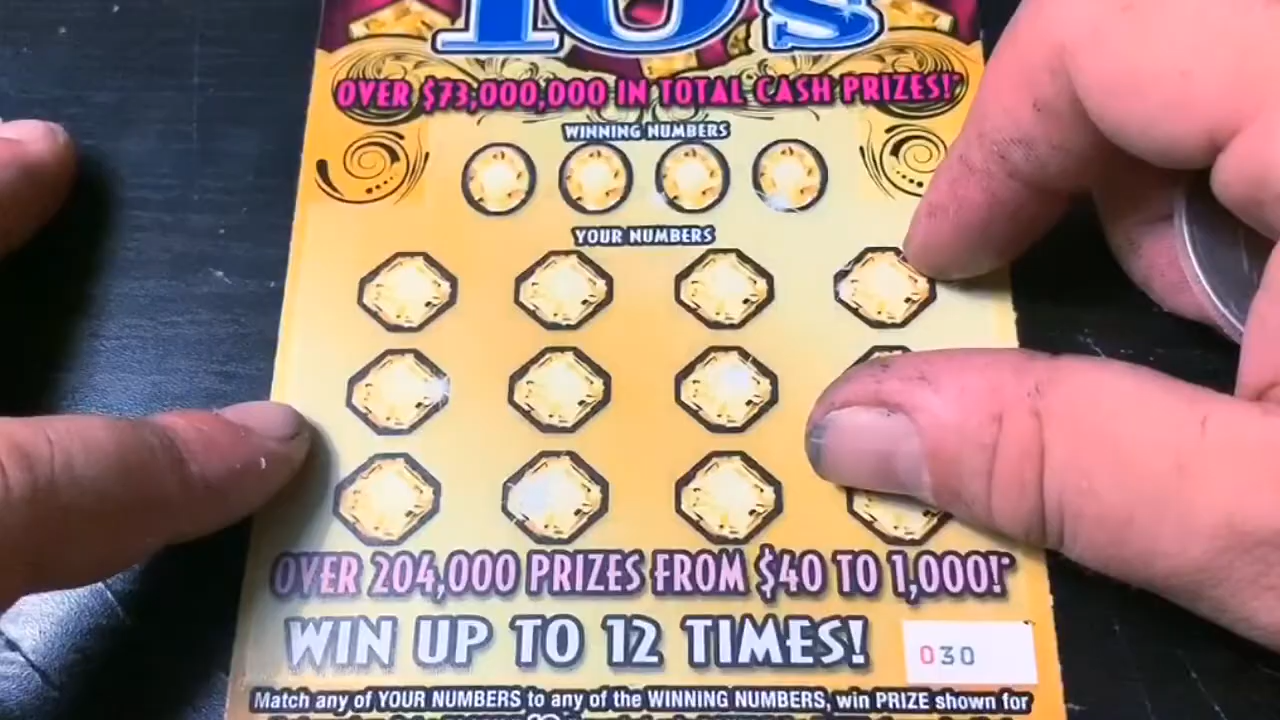 10's
OVER $73,000,000 IN TOTAL CASH PRIZES!*
WINNING NUMBERS
YOUR NUMBERS
OVER 204,000 PRIZES FROM $40 TO 1,000!*
WIN UP TO 12 TIMES!
030
Match any of YOUR NUMBERS to any of the WINNING NUMBERS, win PRIZE shown for